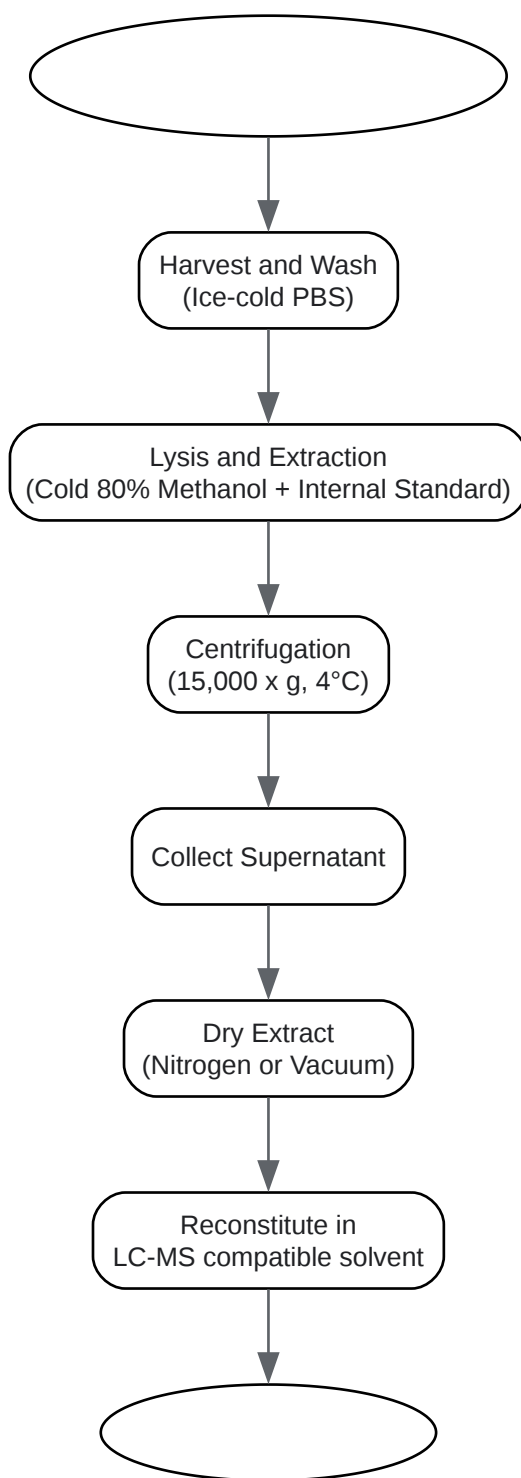 Harvest and Wash
(Ice-cold PBS)
Lysis and Extraction
(Cold 80% Methanol + Internal Standard)
Centrifugation
(15,000 x g, 4°C)
Collect Supernatant
Dry Extract
(Nitrogen or Vacuum)
Reconstitute in
LC-MS compatible solvent